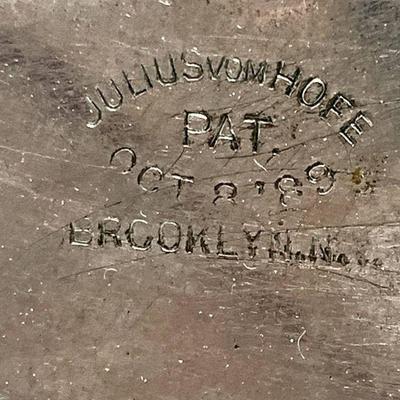 JULIUS VOM HOFE
PAT.
OCT 8 '89
BROOKLYN. N.